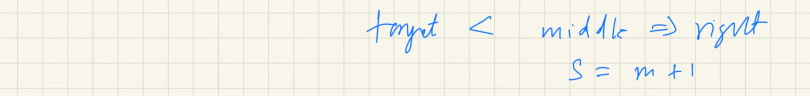 target < middle => right
S = m + 1